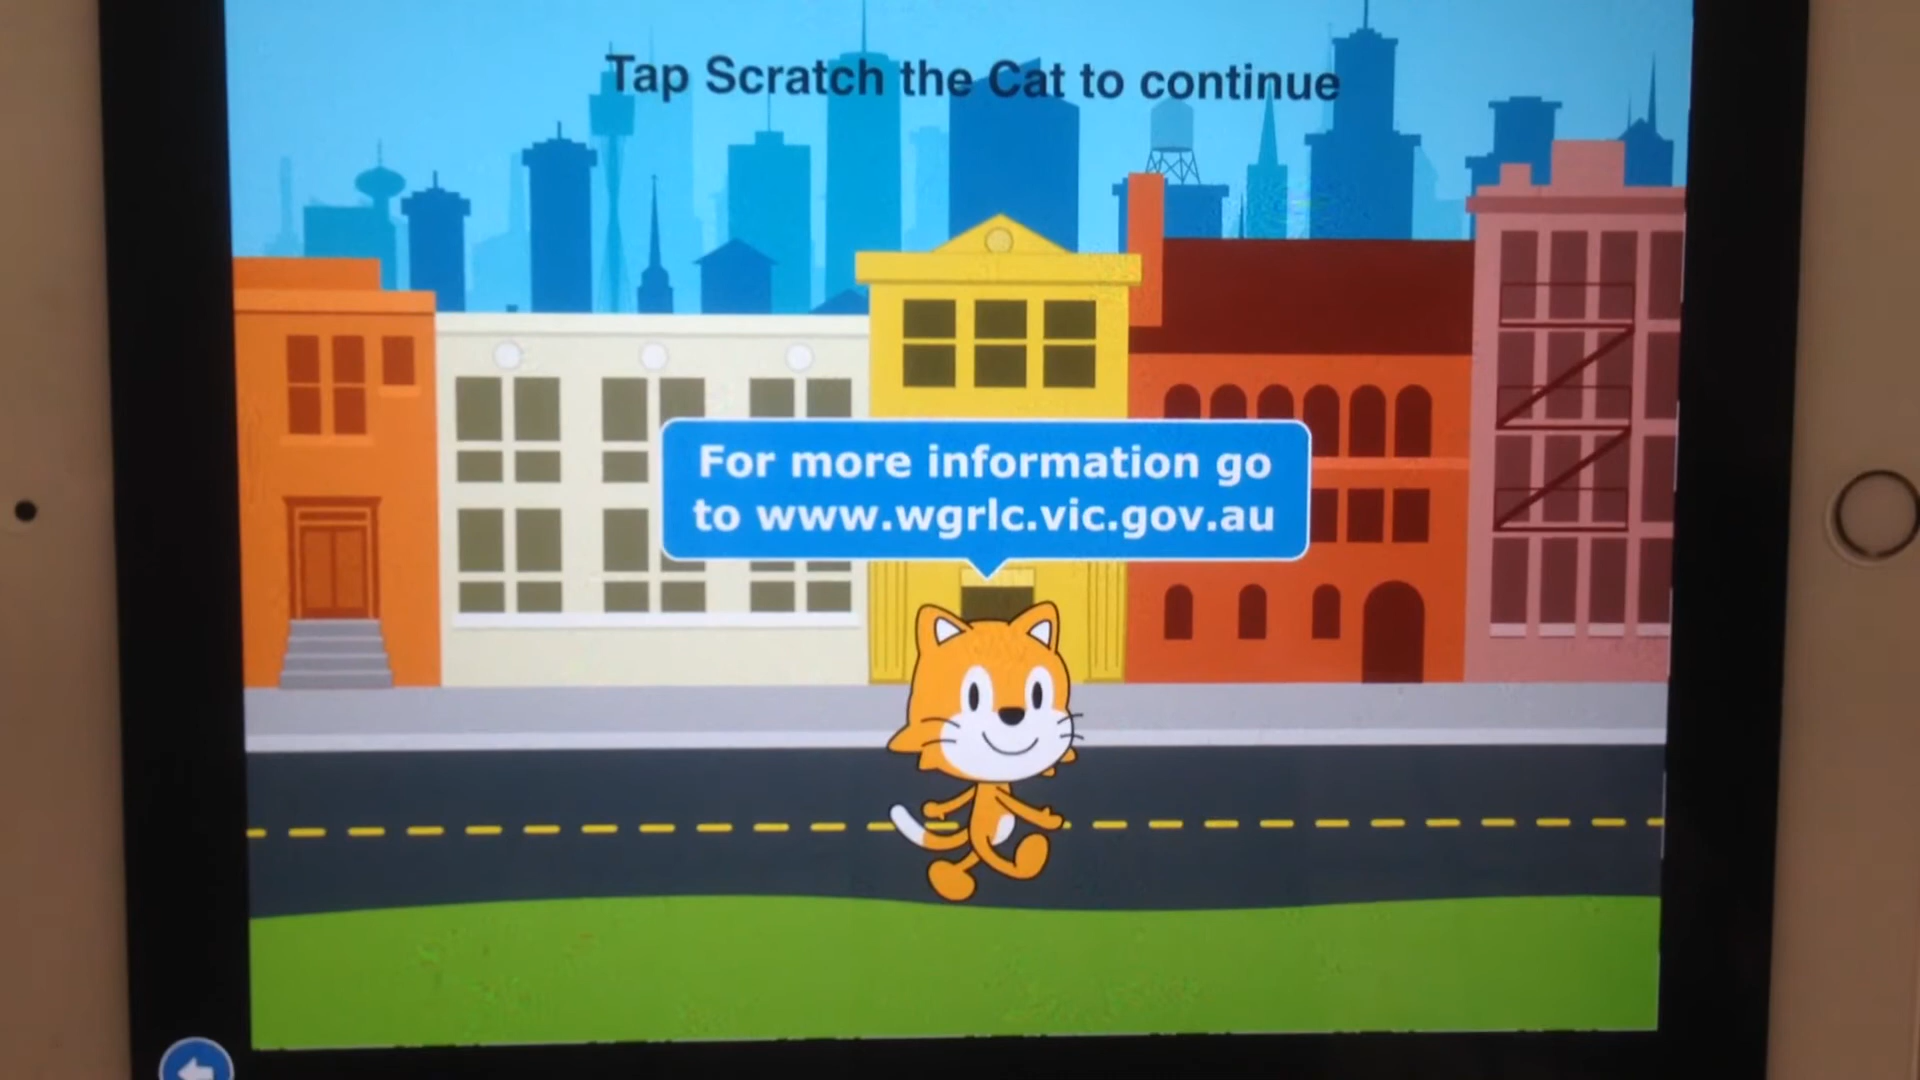 Tap Scratch the Cat to continue
For more information go
to www.wgrlc.vic.gov.au